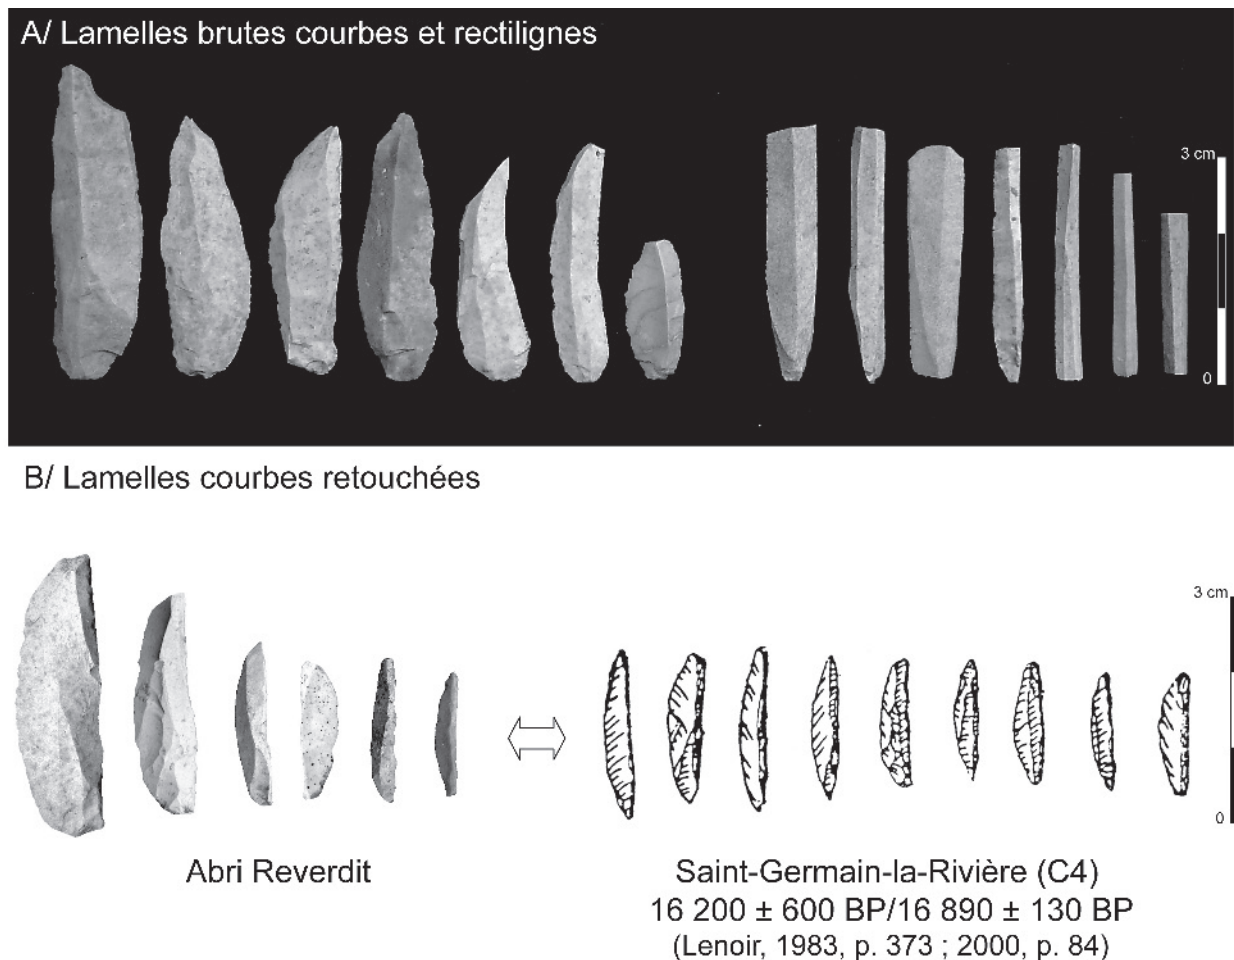 A/ Lamelles brutes courbes et rectilignes
3 cm
0
B/ Lamelles courbes retouchées
3 cm
0
Abri Reverdit
Saint-Germain-la-Rivière (C4)
16 200 ± 600 BP/16 890 ± 130 BP
(Lenoir, 1983, p. 373 ; 2000, p. 84)